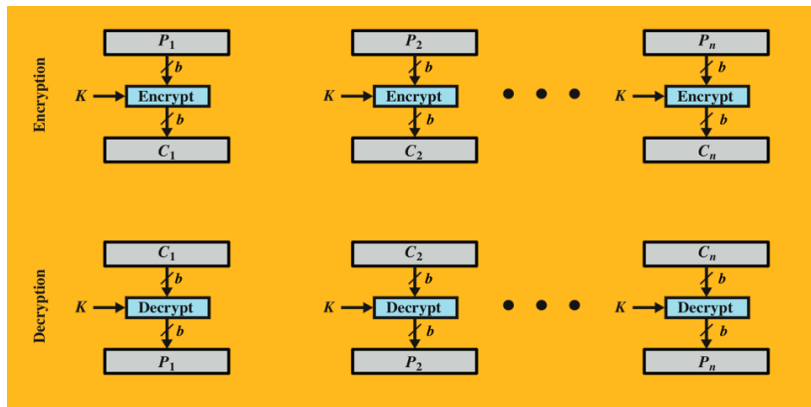 Encryption
P1 P2 Pn
b b b
K Encrypt K Encrypt • • • K Encrypt
b b b
C1 C2 Cn
Decryption
C1 C2 Cn
b b b
K Decrypt K Decrypt • • • K Decrypt
b b b
P1 P2 Pn